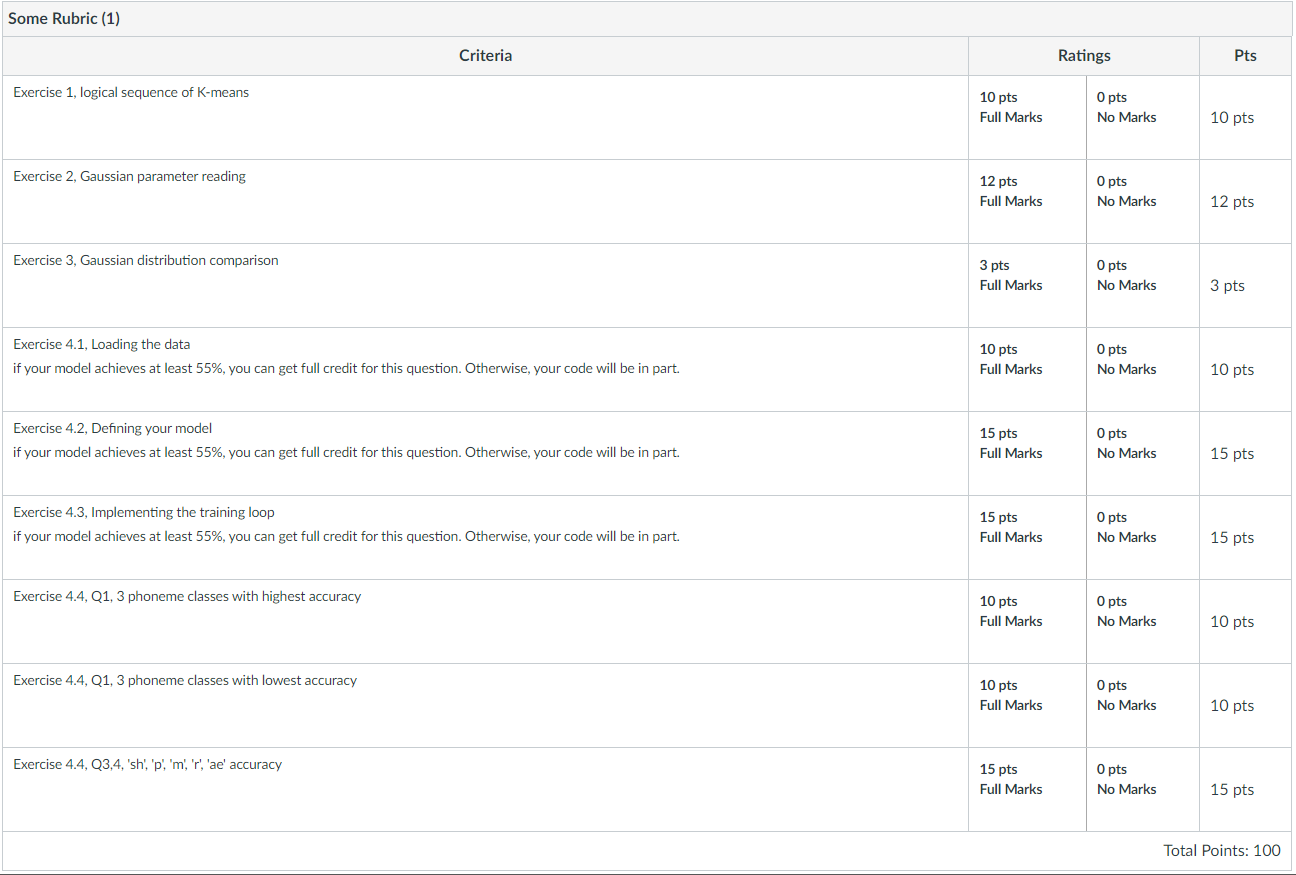 Some Rubric (1)
Criteria Ratings Pts
Exercise 1, logical sequence of K-means
10 pts
Full Marks
0 pts
No Marks
10 pts
Exercise 2, Gaussian parameter reading
12 pts
Full Marks
0 pts
No Marks
12 pts
Exercise 3, Gaussian distribution comparison
3 pts
Full Marks
0 pts
No Marks
3 pts
Exercise 4.1, Loading the data
if your model achieves at least 55%, you can get full credit for this question. Otherwise, your code will be in part.
10 pts
Full Marks
0 pts
No Marks
10 pts
Exercise 4.2, Defining your model
if your model achieves at least 55%, you can get full credit for this question. Otherwise, your code will be in part.
15 pts
Full Marks
0 pts
No Marks
15 pts
Exercise 4.3, Implementing the training loop
if your model achieves at least 55%, you can get full credit for this question. Otherwise, your code will be in part.
15 pts
Full Marks
0 pts
No Marks
15 pts
Exercise 4.4, Q1, 3 phoneme classes with highest accuracy
10 pts
Full Marks
0 pts
No Marks
10 pts
Exercise 4.4, Q1, 3 phoneme classes with lowest accuracy
10 pts
Full Marks
0 pts
No Marks
10 pts
Exercise 4.4, Q3,4, 'sh', 'p', 'm', 'r', 'ae' accuracy
15 pts
Full Marks
0 pts
No Marks
15 pts
Total Points: 100